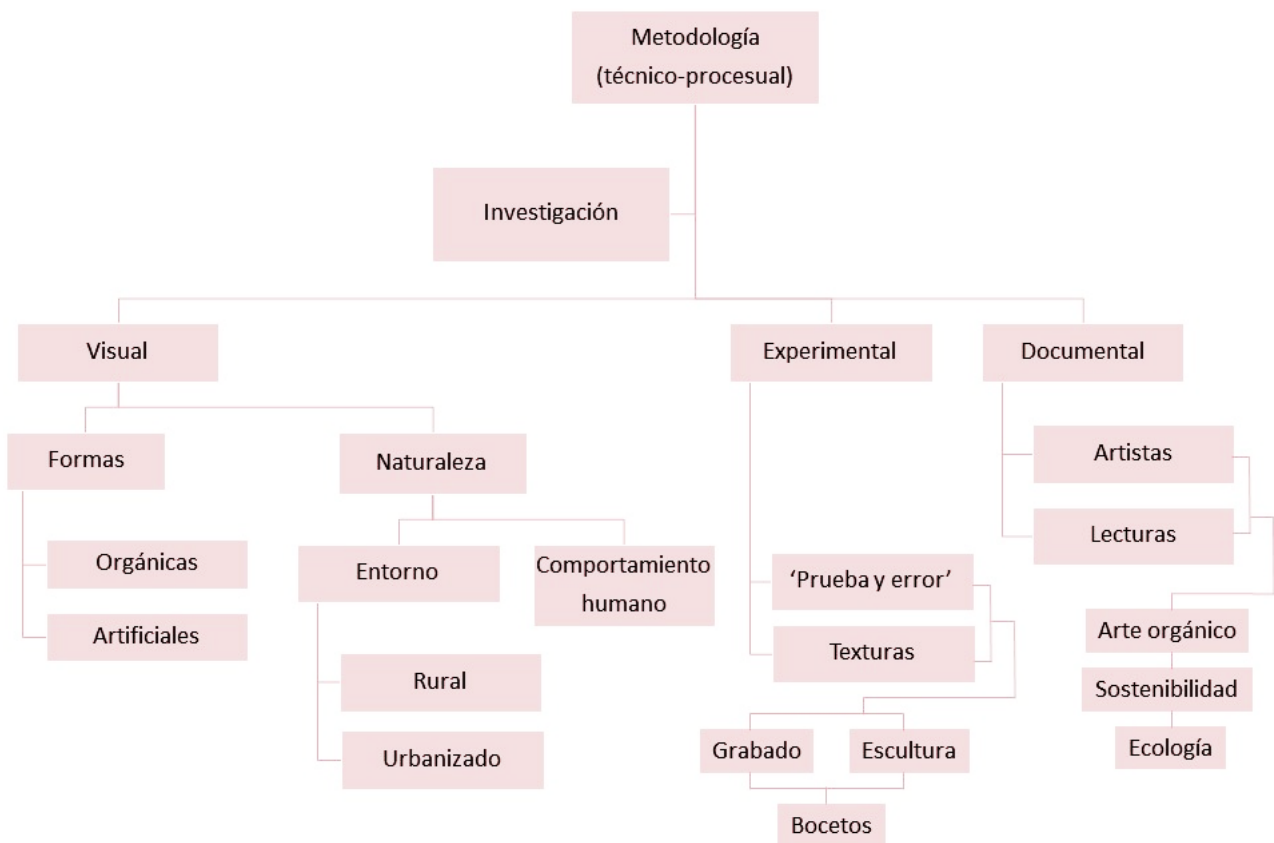 Metodología
(técnico-procesual)
Investigación
Visual
Experimental
Documental
Formas
Naturaleza
Artistas
Lecturas
Orgánicas
Artificiales
Entorno
Comportamiento
humano
‘Prueba y error’
Texturas
Arte orgánico
Sostenibilidad
Ecología
Rural
Urbanizado
Grabado
Escultura
Bocetos